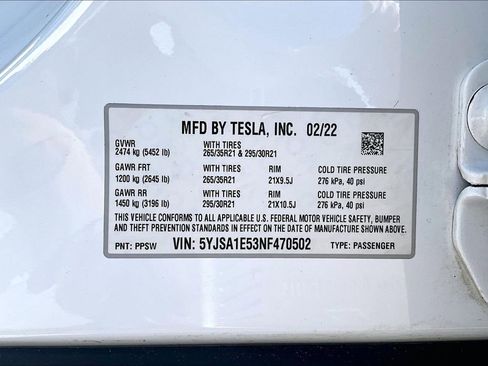 MFD BY TESLA, INC. 02/22
GVWR WITH TIRES
2474 kg (5452 lb) 265/35R21 & 295/30R21
GAWR FRT WITH TIRES RIM COLD TIRE PRESSURE
1200 kg (2645 lb) 265/35R21 21X9.5J 276 kPa, 40 psi
GAWR RR WITH TIRES RIM COLD TIRE PRESSURE
1450 kg (3196 lb) 295/30R21 21X10.5J 276 kPa, 40 psi
THIS VEHICLE CONFORMS TO ALL APPLICABLE U.S. FEDERAL MOTOR VEHICLE SAFETY, BUMPER
AND THEFT PREVENTION STANDARDS IN EFFECT ON THE DATE OF MANUFACTURE SHOWN ABOVE.
PNT: PPSW VIN: 5YJSA1E53NF470502 TYPE: PASSENGER